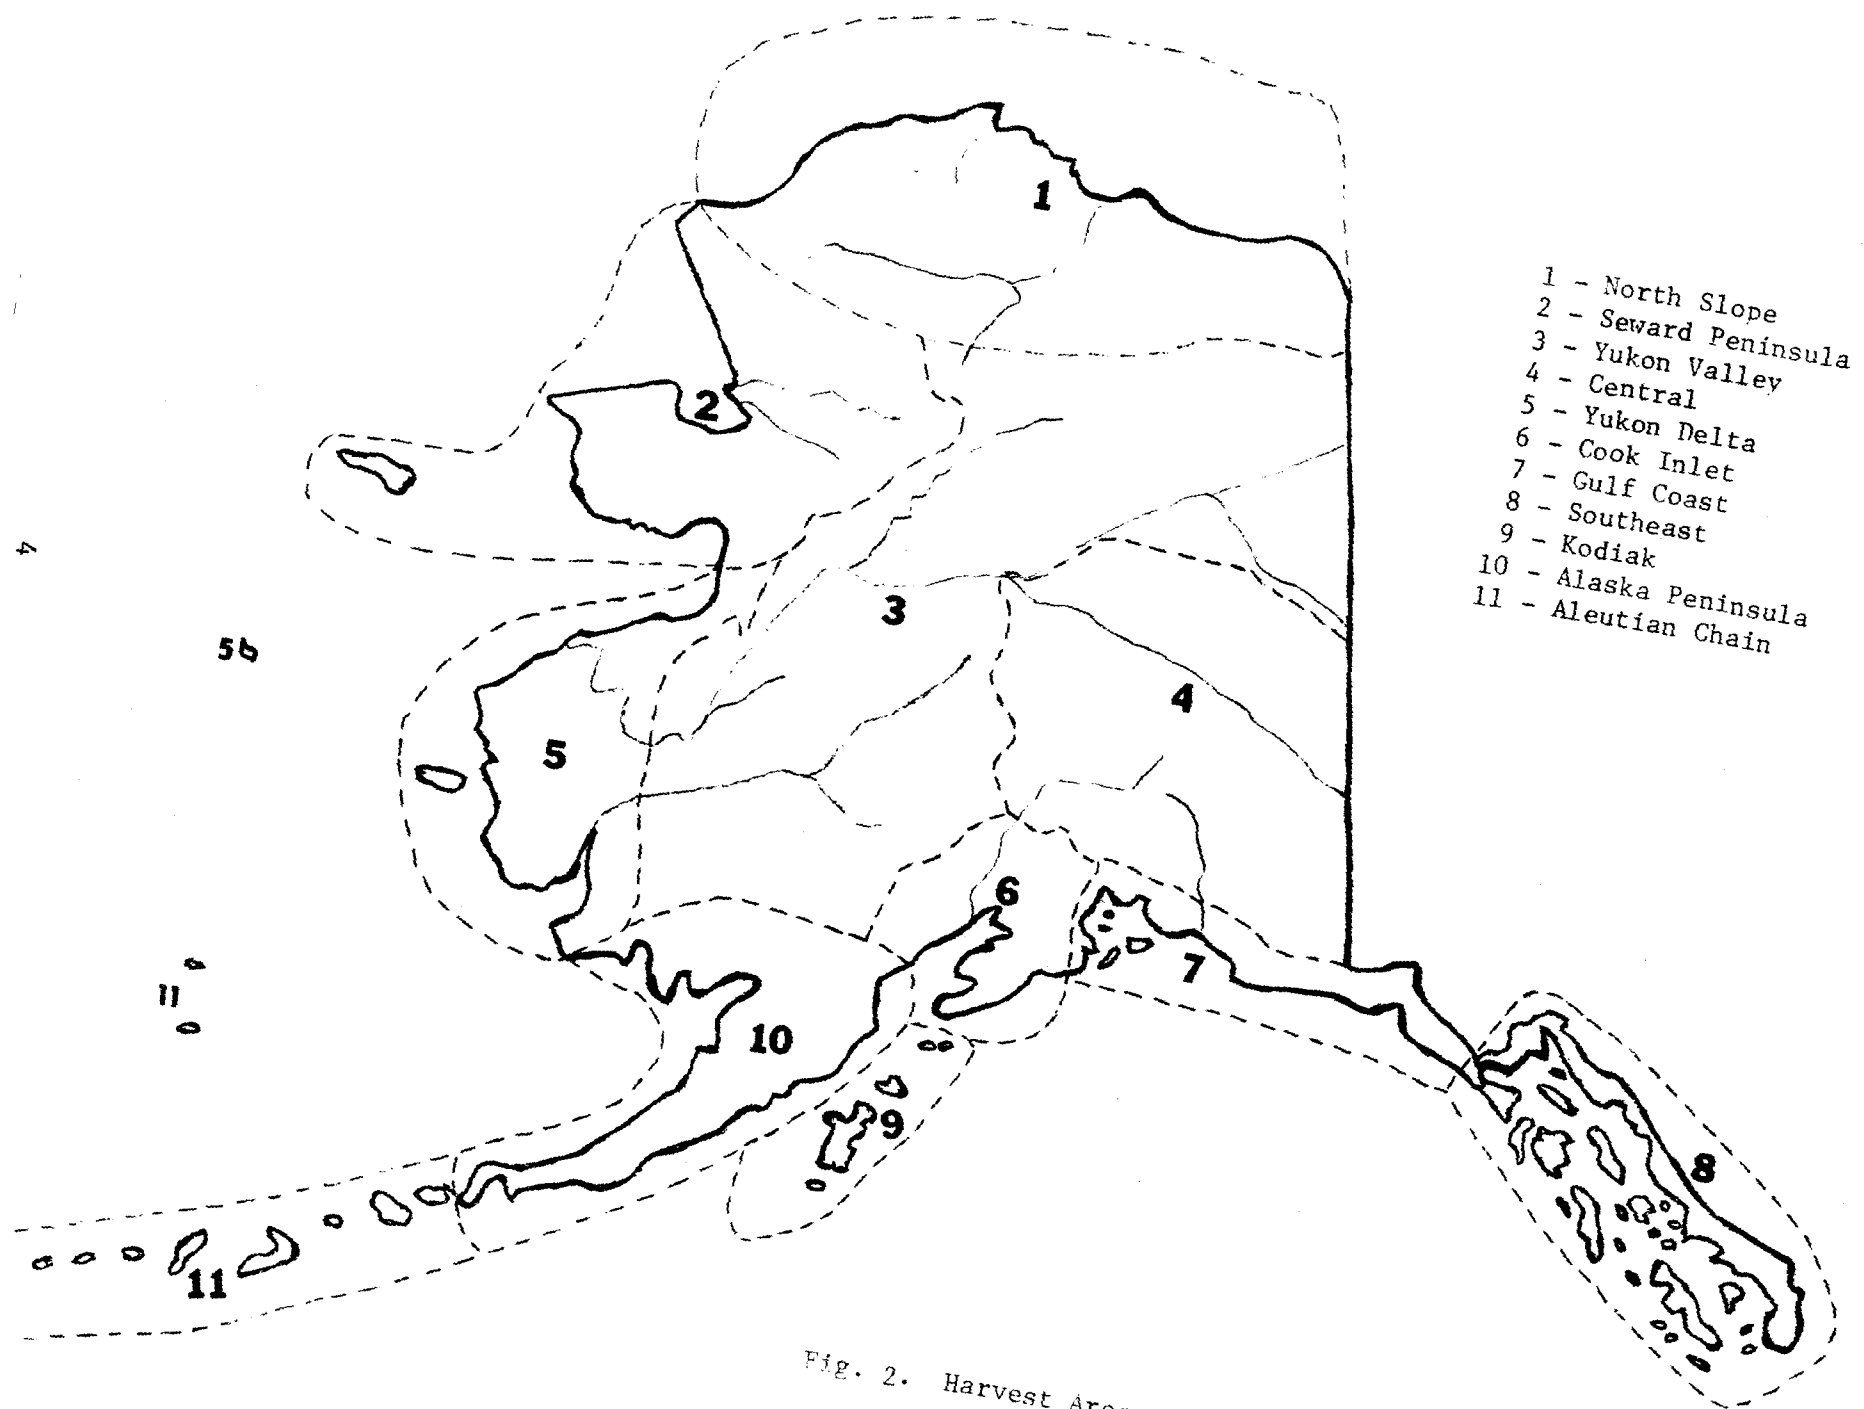 1
1 - North Slope
2 - Seward Peninsula
3 - Yukon Valley
4 - Central
5 - Yukon Delta
6 - Cook Inlet
7 - Gulf Coast
8 - Southeast
9 - Kodiak
10 - Alaska Peninsula
11 - Aleutian Chain
2
4
3
5b
4
5
6
7
11
10
9
8
11
Fig. 2. Harvest